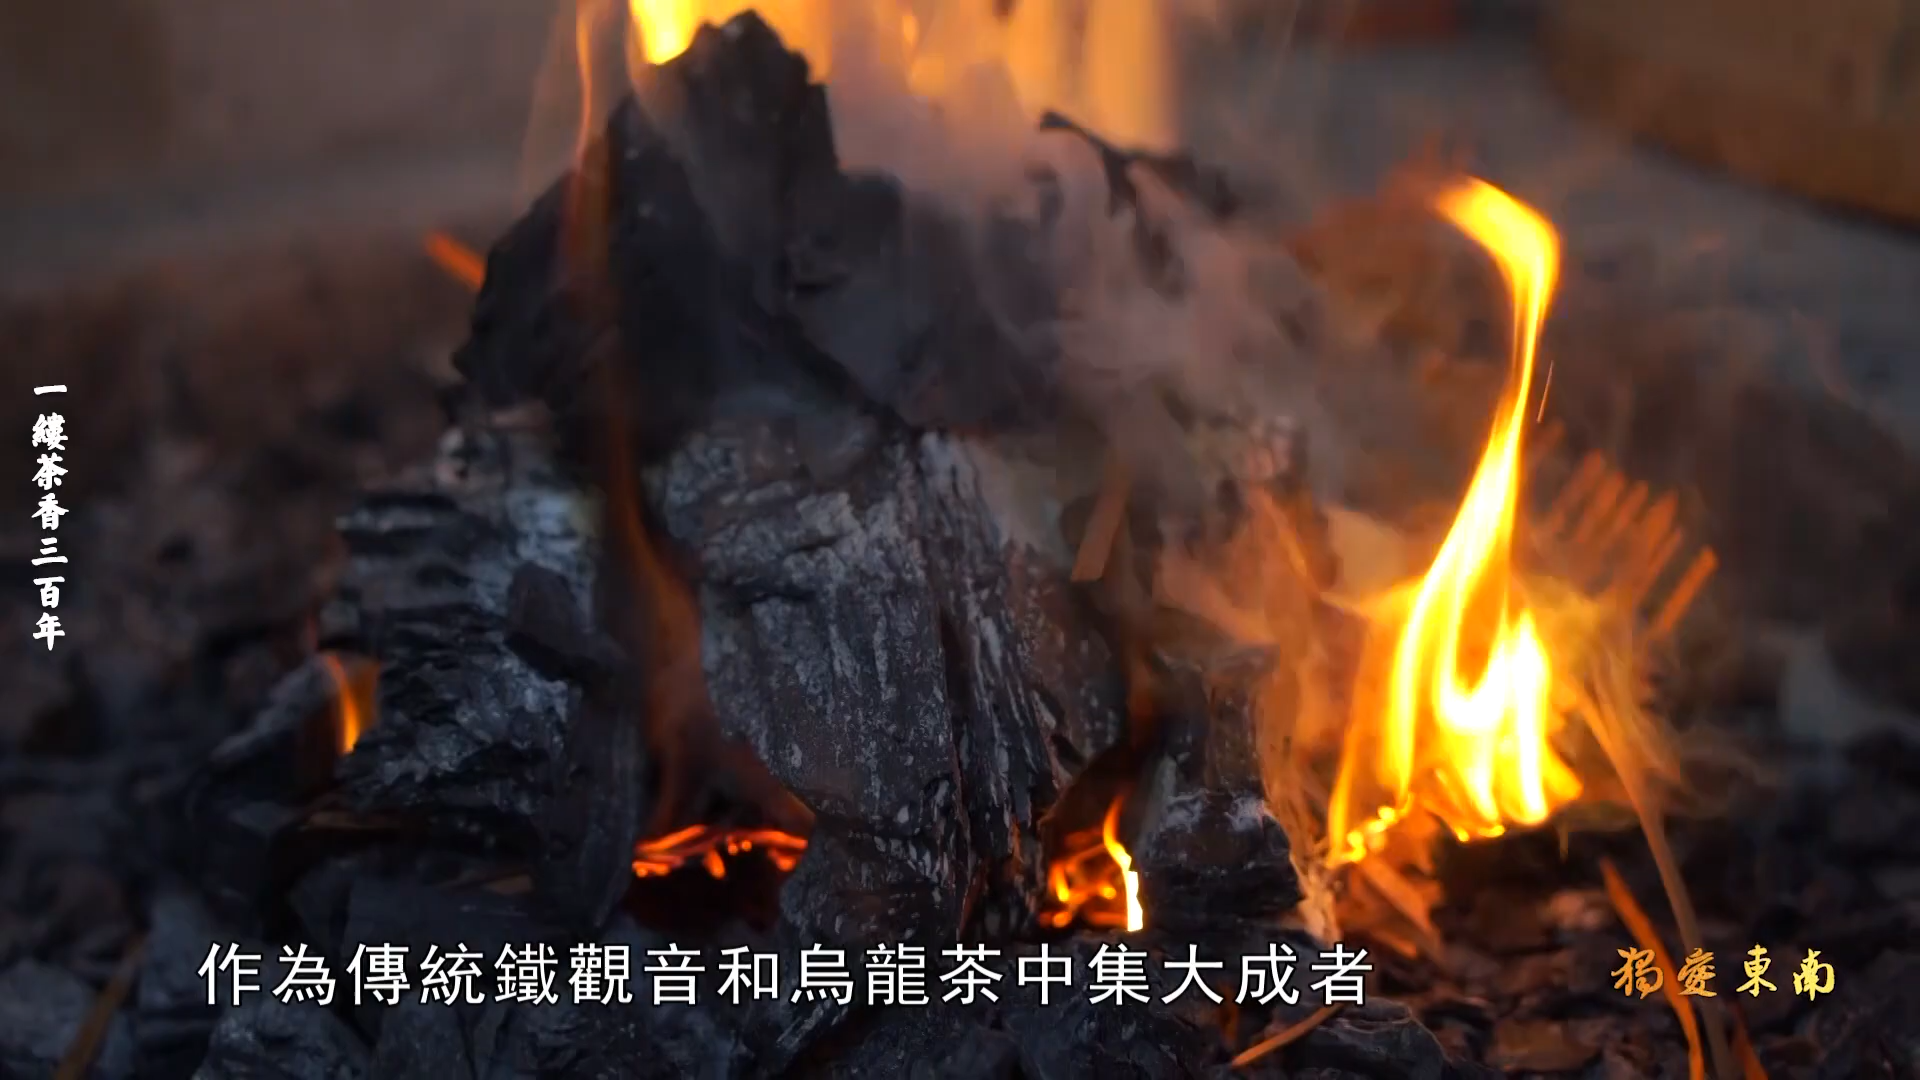 一縷茶香三百年
作為傳統鐵觀音和烏龍茶中集大成者
獨愛東南